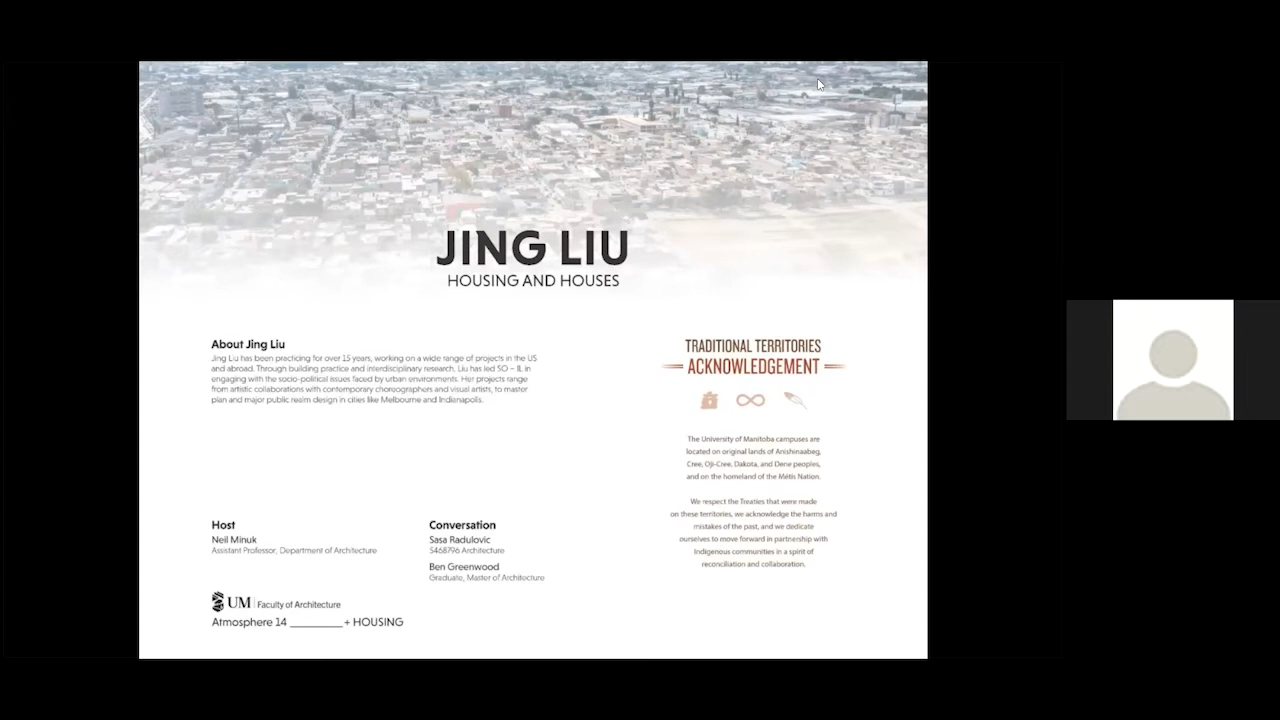 JING LIU
HOUSING AND HOUSES
About Jing Liu
Jing Liu has been practicing for over 15 years, working on a wide range of projects in the US
and abroad. Through building practice and interdisciplinary research, Liu has led SO – IL in
engaging with the socio-political issues faced by urban environments. Her projects range
from artistic collaborations with contemporary choreographers and visual artists, to master
plan and major public realm design in cities like Melbourne and Indianapolis.
Host
Neil Minuk
Assistant Professor, Department of Architecture
Conversation
Sasa Radulovic
5468796 Architecture
Ben Greenwood
Graduate, Master of Architecture
UM Faculty of Architecture
Atmosphere 14 _________+ HOUSING
TRADITIONAL TERRITORIES
ACKNOWLEDGEMENT
The University of Manitoba campuses are
located on original lands of Anishinaabeg,
Cree, Oji-Cree, Dakota, and Dene peoples,
and on the homeland of the Métis Nation.
We respect the Treaties that were made
on these territories, we acknowledge the harms and
mistakes of the past, and we dedicate
ourselves to move forward in partnership with
Indigenous communities in a spirit of
reconciliation and collaboration.